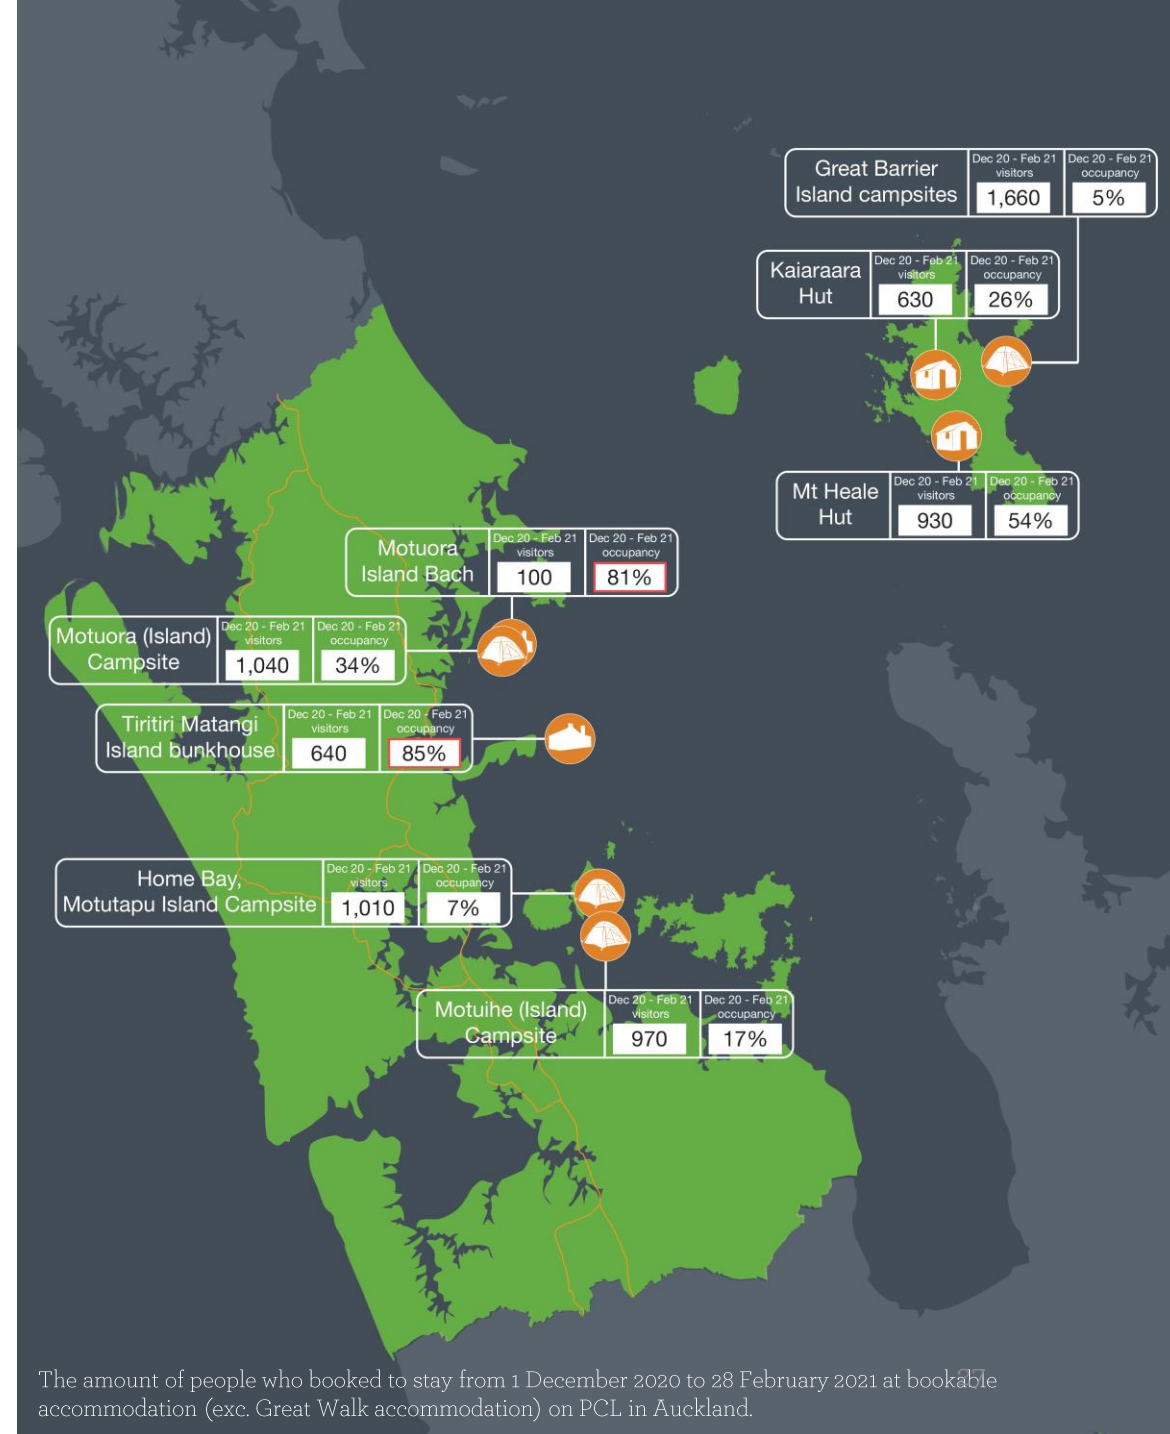 Great Barrier
Island campsites
Dec 20 - Feb 21
visitors
1,660
Dec 20 - Feb 21
occupancy
5%
Kaiaraara
Hut
Dec 20 - Feb 21
visitors
630
Dec 20 - Feb 21
occupancy
26%
Mt Heale
Hut
Dec 20 - Feb 21
visitors
930
Dec 20 - Feb 21
occupancy
54%
Motuora
Island Bach
Dec 20 - Feb 21
visitors
100
Dec 20 - Feb 21
occupancy
81%
Motuora (Island)
Campsite
Dec 20 - Feb 21
visitors
1,040
Dec 20 - Feb 21
occupancy
34%
Tiritiri Matangi
Island bunkhouse
Dec 20 - Feb 21
visitors
640
Dec 20 - Feb 21
occupancy
85%
Home Bay,
Motutapu Island Campsite
Dec 20 - Feb 21
visitors
1,010
Dec 20 - Feb 21
occupancy
7%
Motuihe (Island)
Campsite
Dec 20 - Feb 21
visitors
970
Dec 20 - Feb 21
occupancy
17%
The amount of people who booked to stay from 1 December 2020 to 28 February 2021 at bookable
accommodation (exc. Great Walk accommodation) on PCL in Auckland.
27